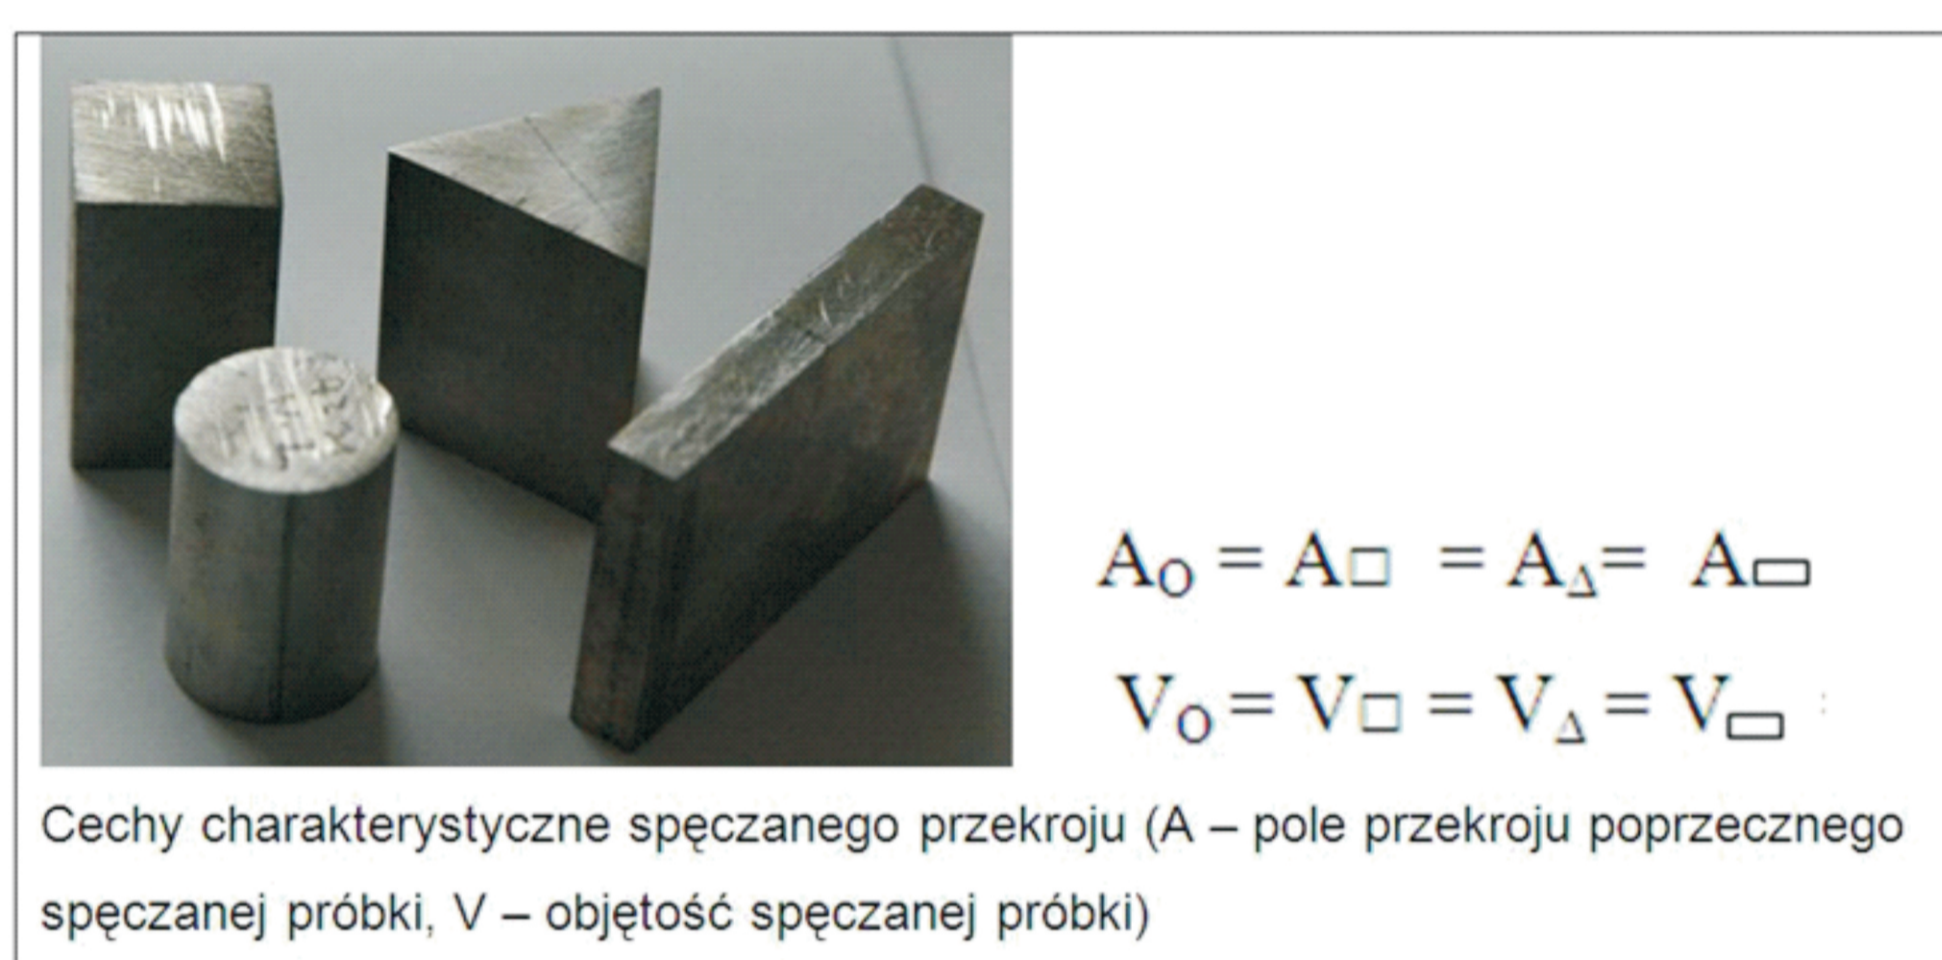 A○ = A□ = A△ = A▭
V○ = V□ = V△ = V▭
Cechy charakterystyczne spęczanego przekroju (A – pole przekroju poprzecznego
spęczanej próbki, V – objętość spęczanej próbki)